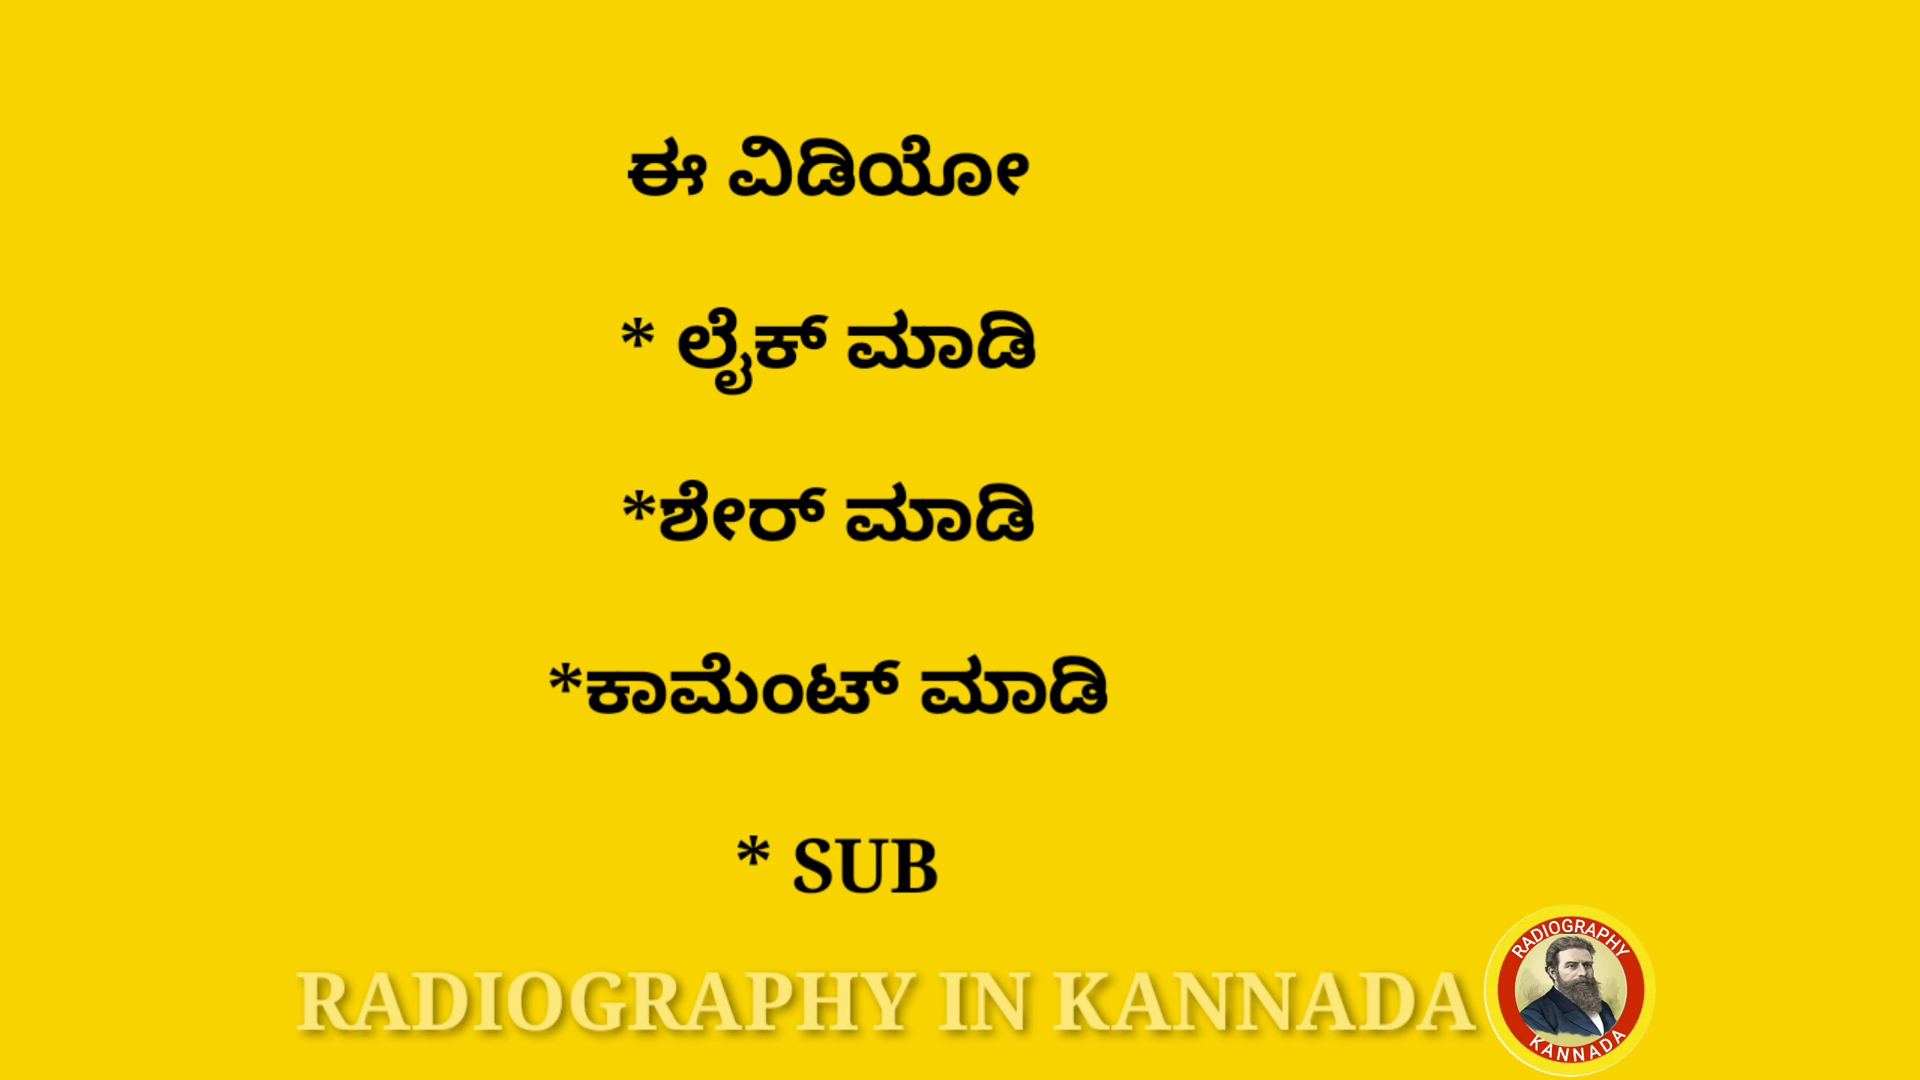 ಈ ವಿಡಿಯೋ
* ಲೈಕ್ ಮಾಡಿ
*ಶೇರ್ ಮಾಡಿ
*ಕಾಮೆಂಟ್ ಮಾಡಿ
* SUB
RADIOGRAPHY IN KANNADA
RADIOGRAPHY
KANNADA